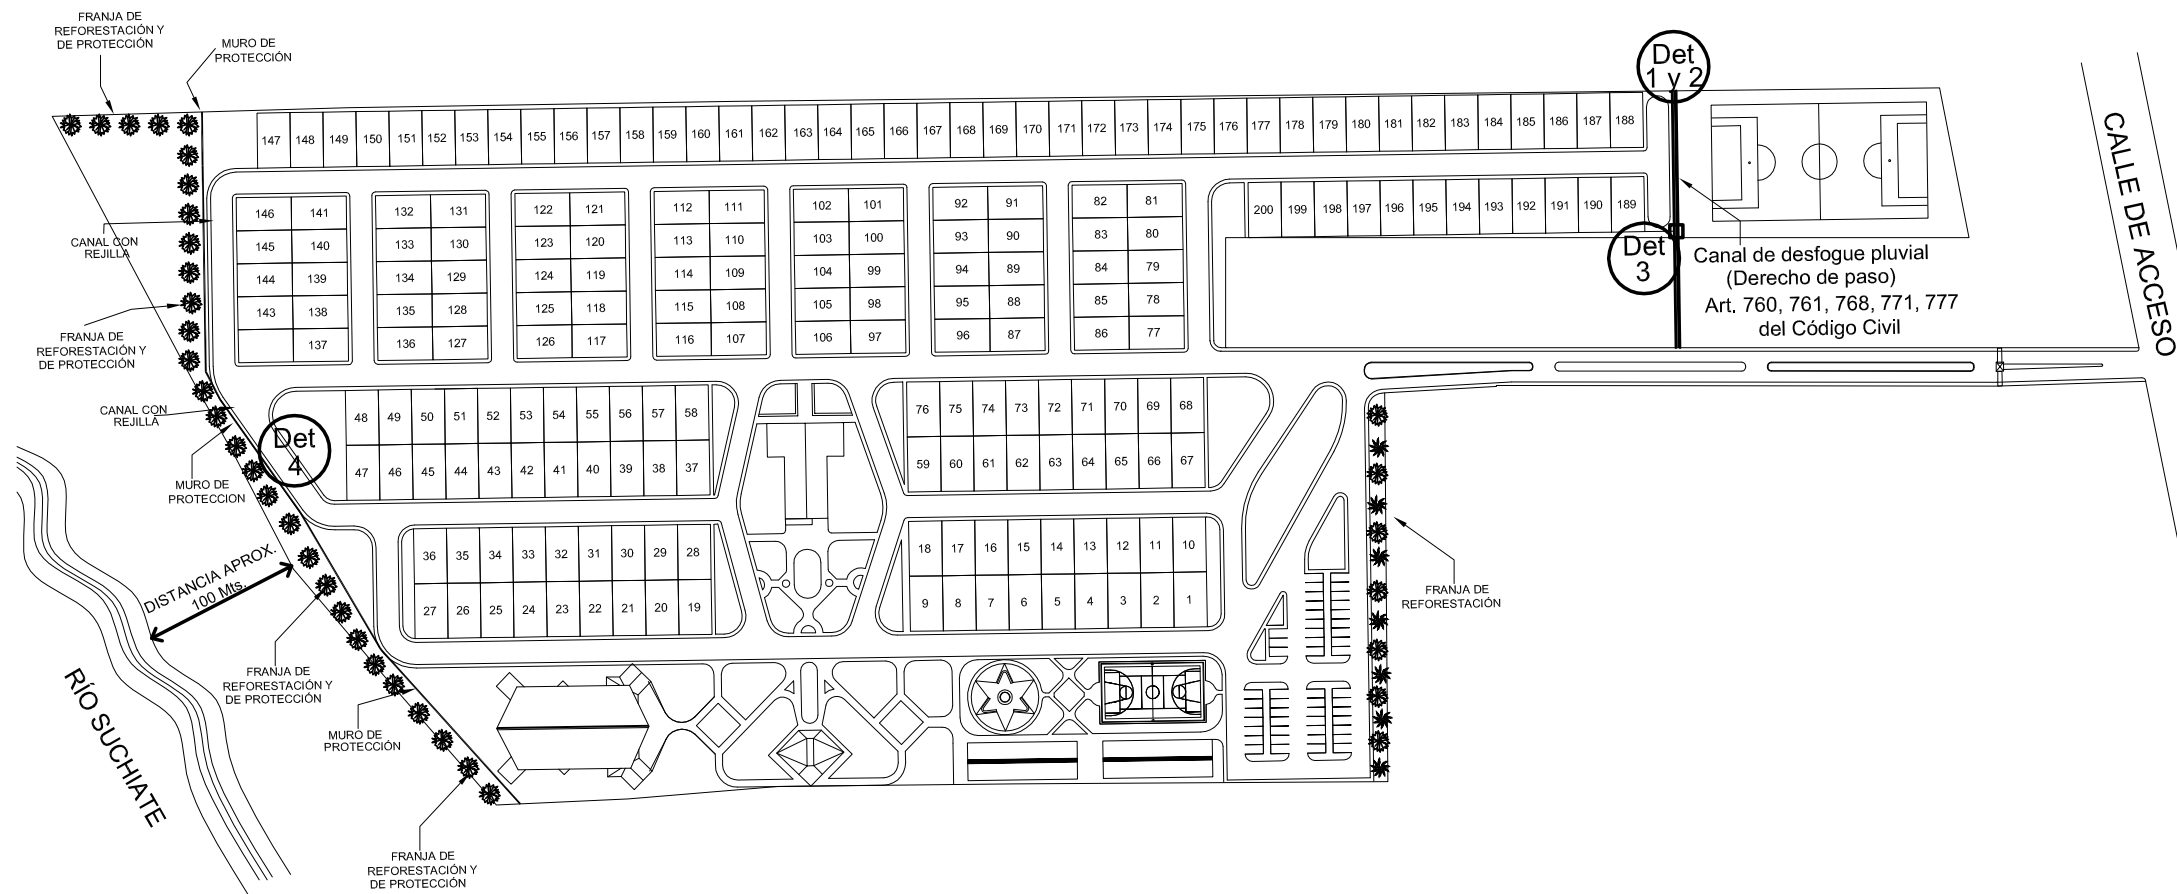 FRANJA DE
REFORESTACIÓN Y
DE PROTECCIÓN
MURO DE
PROTECCIÓN
Det
1 y 2
CALLE DE ACCESO
147 148 149 150 151 152 153 154 155 156 157 158 159 160 161 162 163 164 165 166 167 168 169 170 171 172 173 174 175 176 177 178 179 180 181 182 183 184 185 186 187 188
146 141 132 131 122 121 112 111 102 101 92 91 82 81
200 199 198 197 196 195 194 193 192 191 190 189
145 140 133 130 123 120 113 110 103 100 93 90 83 80
144 139 134 129 124 119 114 109 104 99 94 89 84 79
143 138 135 128 125 118 115 108 105 98 95 88 85 78
137 136 127 126 117 116 107 106 97 96 87 86 77
CANAL CON
REJILLA
Det
3
Canal de desfogue pluvial
(Derecho de paso)
Art. 760, 761, 768, 771, 777
del Código Civil
FRANJA DE
REFORESTACIÓN Y
DE PROTECCIÓN
CANAL CON
REJILLA
Det
4
48 49 50 51 52 53 54 55 56 57 58
76 75 74 73 72 71 70 69 68
47 46 45 44 43 42 41 40 39 38 37
59 60 61 62 63 64 65 66 67
MURO DE
PROTECCION
36 35 34 33 32 31 30 29 28
18 17 16 15 14 13 12 11 10
27 26 25 24 23 22 21 20 19
9 8 7 6 5 4 3 2 1
DISTANCIA APROX.
100 Mts.
FRANJA DE
REFORESTACIÓN
FRANJA DE
REFORESTACIÓN Y
DE PROTECCIÓN
RÍO SUCHIATE
MURO DE
PROTECCIÓN
FRANJA DE
REFORESTACIÓN Y
DE PROTECCIÓN